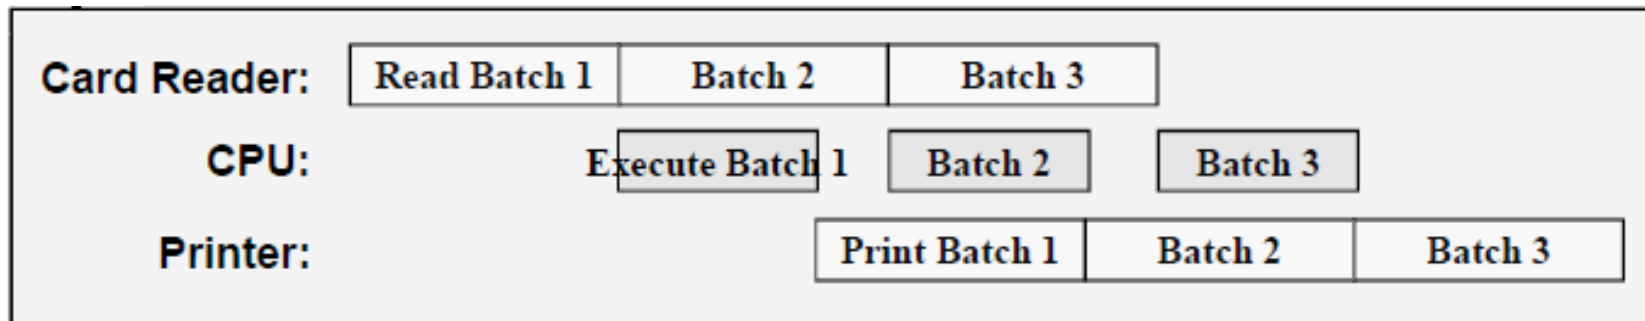 Card Reader: Read Batch 1 Batch 2 Batch 3
CPU: Execute Batch 1 Batch 2 Batch 3
Printer: Print Batch 1 Batch 2 Batch 3